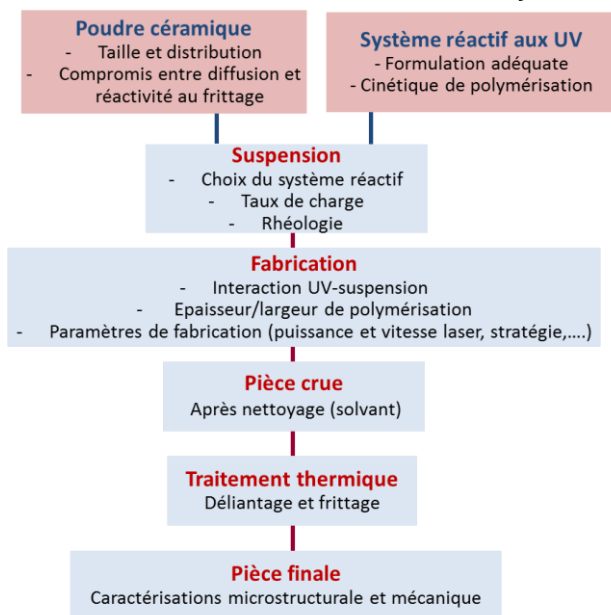 Poudre céramique
- Taille et distribution
- Compromis entre diffusion et
réactivité au frittage
Système réactif aux UV
- Formulation adéquate
- Cinétique de polymérisation
Suspension
- Choix du système réactif
- Taux de charge
- Rhéologie
Fabrication
- Interaction UV-suspension
- Epaisseur/largeur de polymérisation
- Paramètres de fabrication (puissance et vitesse laser, stratégie,....)
Pièce crue
Après nettoyage (solvant)
Traitement thermique
Déliantage et frittage
Pièce finale
Caractérisations microstructurale et mécanique